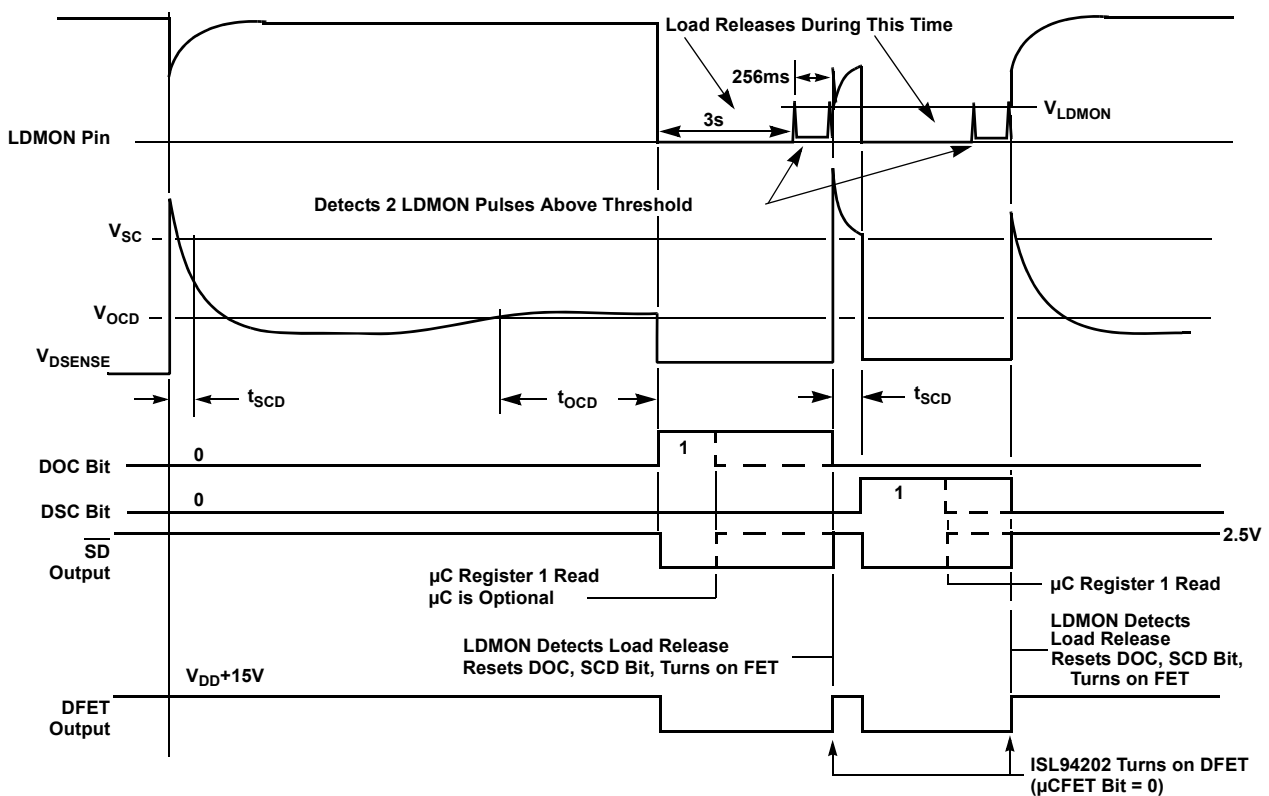 Load Releases During This Time
256ms
V_LDMON
3s
LDMON Pin
Detects 2 LDMON Pulses Above Threshold
V_SC
V_OCD
V_DSENSE
t_SCD
t_OCD
t_SCD
0
1
DOC Bit
0
1
DSC Bit
SD
Output
2.5V
µC Register 1 Read
µC is Optional
µC Register 1 Read
LDMON Detects Load Release
Resets DOC, SCD Bit, Turns on FET
LDMON Detects
Load Release
Resets DOC, SCD Bit,
Turns on FET
V_DD+15V
DFET
Output
ISL94202 Turns on DFET
(µCFET Bit = 0)